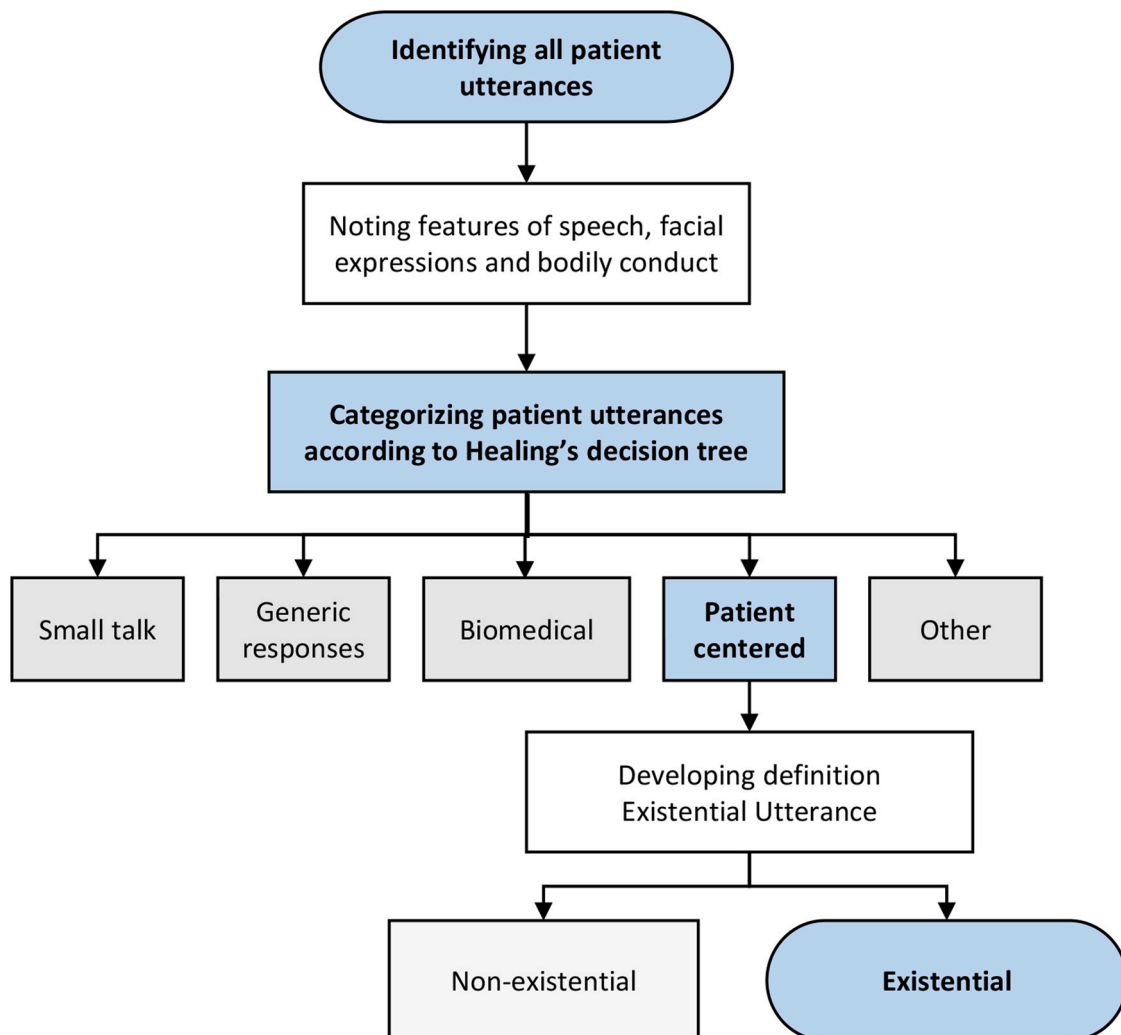 Identifying all patient
utterances
Noting features of speech, facial
expressions and bodily conduct
Categorizing patient utterances
according to Healing’s decision tree
Small talk
Generic
responses
Biomedical
Patient
centered
Other
Developing definition
Existential Utterance
Non-existential
Existential